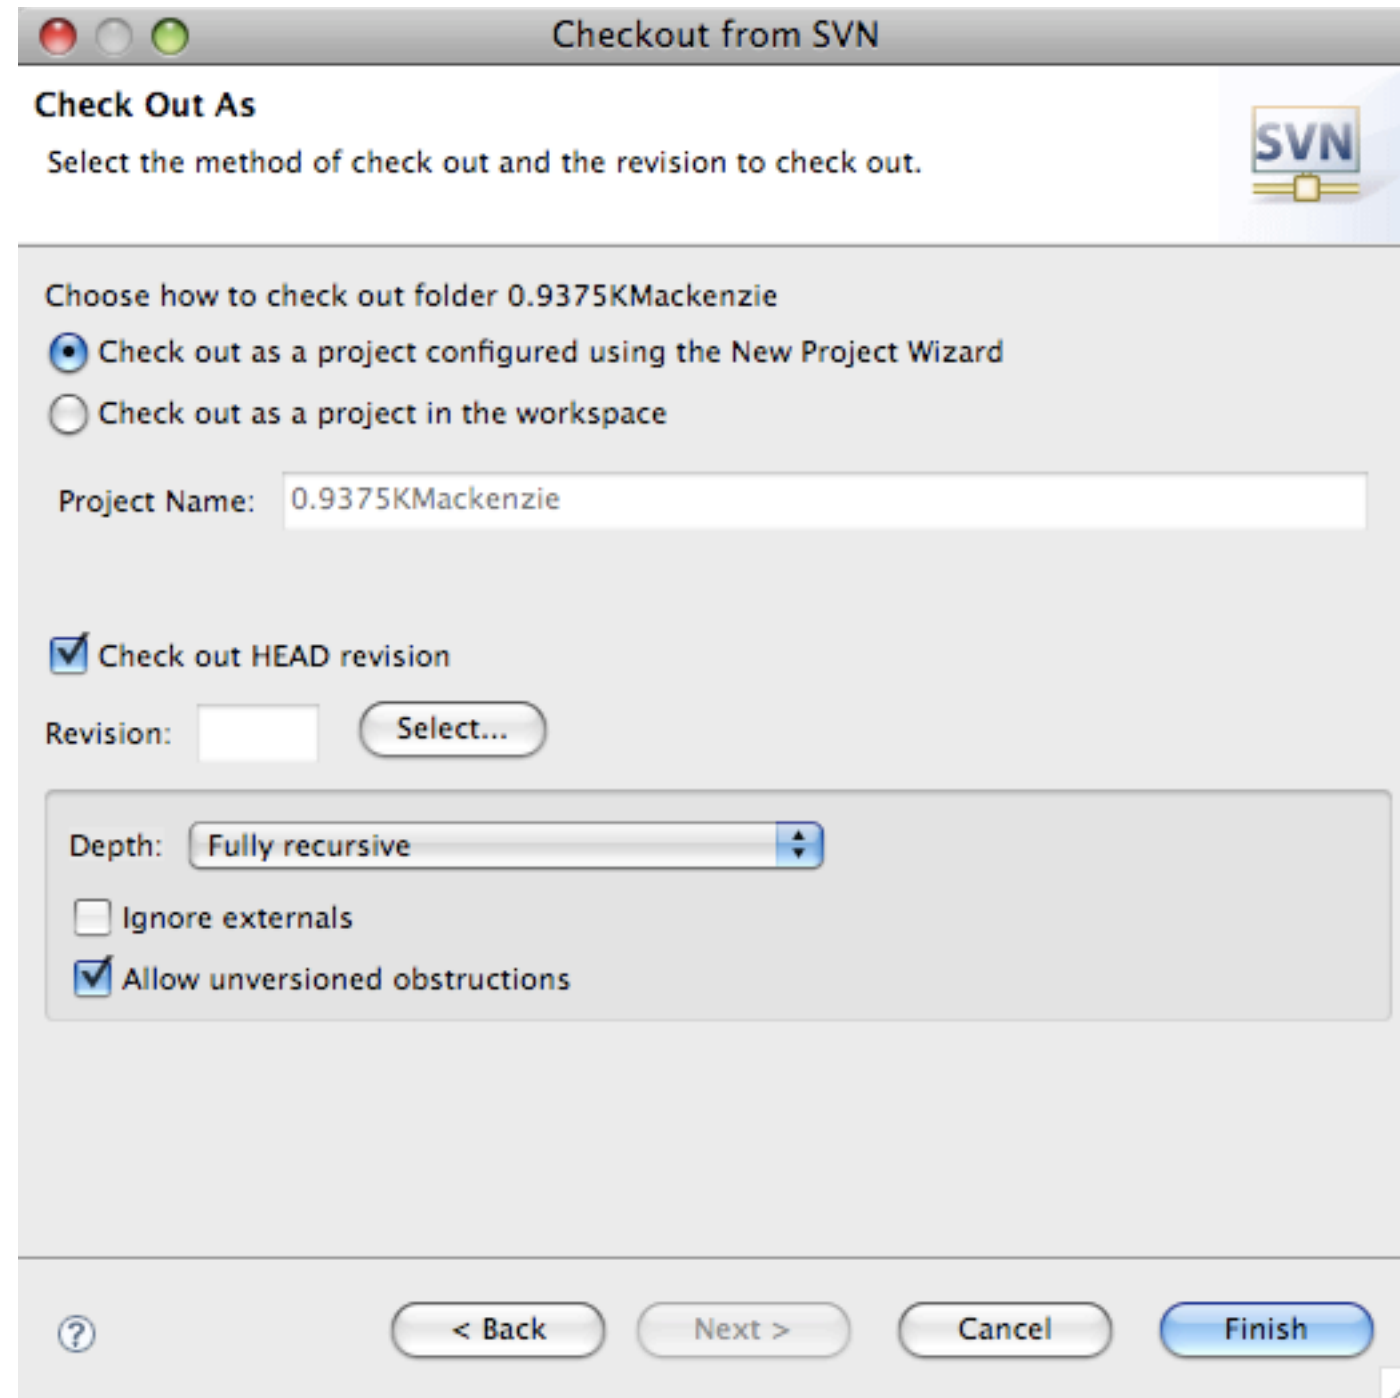 Checkout from SVN
Check Out As
Select the method of check out and the revision to check out.
SVN
Choose how to check out folder 0.9375KMackenzie
Check out as a project configured using the New Project Wizard
Check out as a project in the workspace
Project Name: 0.9375KMackenzie
Check out HEAD revision
Revision: Select...
Depth: Fully recursive
Ignore externals
Allow unversioned obstructions
? < Back Next > Cancel Finish